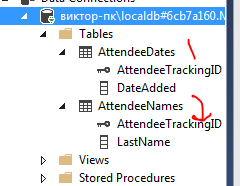 Data Connections
виктор-пк\localdb#6cb7a160.M
Tables
AttendeeDates
AttendeeTrackingID
DateAdded
AttendeeNames
AttendeeTrackingID
LastName
Views
Stored Procedures